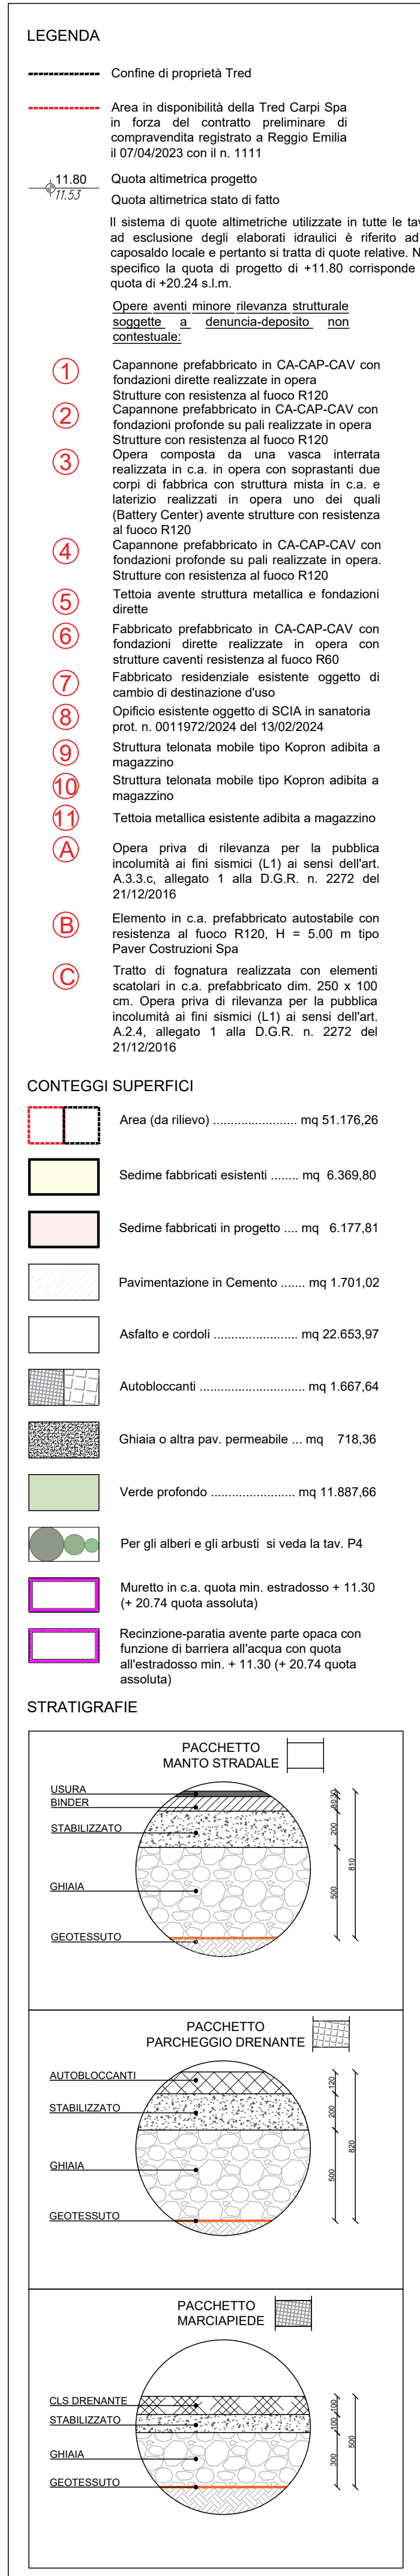 LEGENDA
Confine di proprietà Tred
Area in disponibilità della Tred Carpi Spa
in forza del contratto preliminare di
compravendita registrato a Reggio Emilia
il 07/04/2023 con il n. 1111
11.80 Quota altimetrica progetto
11.53 Quota altimetrica stato di fatto
Il sistema di quote altimetriche utilizzate in tutte le
ad esclusione degli elaborati idraulici è riferito ad
caposaldo locale e pertanto si tratta di quote relative.
specifico la quota di progetto di +11.80 corrisponde
quota di +20.24 s.l.m.
Opere aventi minore rilevanza strutturale
soggette a denuncia-deposito non
contestuale:
1 Capannone prefabbricato in CA-CAP-CAV con
fondazioni dirette realizzate in opera
Strutture con resistenza al fuoco R120
2 Capannone prefabbricato in CA-CAP-CAV con
fondazioni profonde su pali realizzate in opera
Strutture con resistenza al fuoco R120
3 Opera composta da una vasca interrata
realizzata in c.a. in opera con soprastanti due
corpi di fabbrica con struttura mista in c.a. e
laterizio realizzati in opera uno dei quali
(Battery Center) avente strutture con resistenza
al fuoco R120
4 Capannone prefabbricato in CA-CAP-CAV con
fondazioni profonde su pali realizzate in opera.
Strutture con resistenza al fuoco R120
5 Tettoia avente struttura metallica e fondazioni
dirette
6 Fabbricato prefabbricato in CA-CAP-CAV con
fondazioni dirette realizzate in opera con
strutture caventi resistenza al fuoco R60
7 Fabbricato residenziale esistente oggetto di
cambio di destinazione d'uso
8 Opificio esistente oggetto di SCIA in sanatoria
prot. n. 0011972/2024 del 13/02/2024
9 Struttura telonata mobile tipo Kopron adibita a
magazzino
10 Struttura telonata mobile tipo Kopron adibita a
magazzino
11 Tettoia metallica esistente adibita a magazzino
A Opera priva di rilevanza per la pubblica
incolumità ai fini sismici (L1) ai sensi dell'art.
A.3.3.c, allegato 1 alla D.G.R. n. 2272 del
21/12/2016
B Elemento in c.a. prefabbricato autostabile con
resistenza al fuoco R120, H = 5.00 m tipo
Paver Costruzioni Spa
C Tratto di fognatura realizzata con elementi
scatolari in c.a. prefabbricato dim. 250 x 100
cm. Opera priva di rilevanza per la pubblica
incolumità ai fini sismici (L1) ai sensi dell'art.
A.2.4, allegato 1 alla D.G.R. n. 2272 del
21/12/2016
CONTEGGI SUPERFICI
Area (da rilievo) ........................ mq 51.176,26
Sedime fabbricati esistenti ........ mq 6.369,80
Sedime fabbricati in progetto .... mq 6.177,81
Pavimentazione in Cemento ....... mq 1.701,02
Asfalto e cordoli ........................ mq 22.653,97
Autobloccanti .............................. mq 1.667,64
Ghiaia o altra pav. permeabile ... mq 718,36
Verde profondo ........................ mq 11.887,66
Per gli alberi e gli arbusti si veda la tav. P4
Muretto in c.a. quota min. estradosso + 11.30
(+ 20.74 quota assoluta)
Recinzione-paratia avente parte opaca con
funzione di barriera all'acqua con quota
all'estradosso min. + 11.30 (+ 20.74 quota
assoluta)
STRATIGRAFIE
PACCHETTO
MANTO STRADALE
USURA
BINDER
STABILIZZATO
GHIAIA
GEOTESSUTO
30
80
200
500
810
PACCHETTO
PARCHEGGIO DRENANTE
AUTOBLOCCANTI
STABILIZZATO
GHIAIA
GEOTESSUTO
120
200
500
820
PACCHETTO
MARCIAPIEDE
CLS DRENANTE
STABILIZZATO
GHIAIA
GEOTESSUTO
100
100
300
500